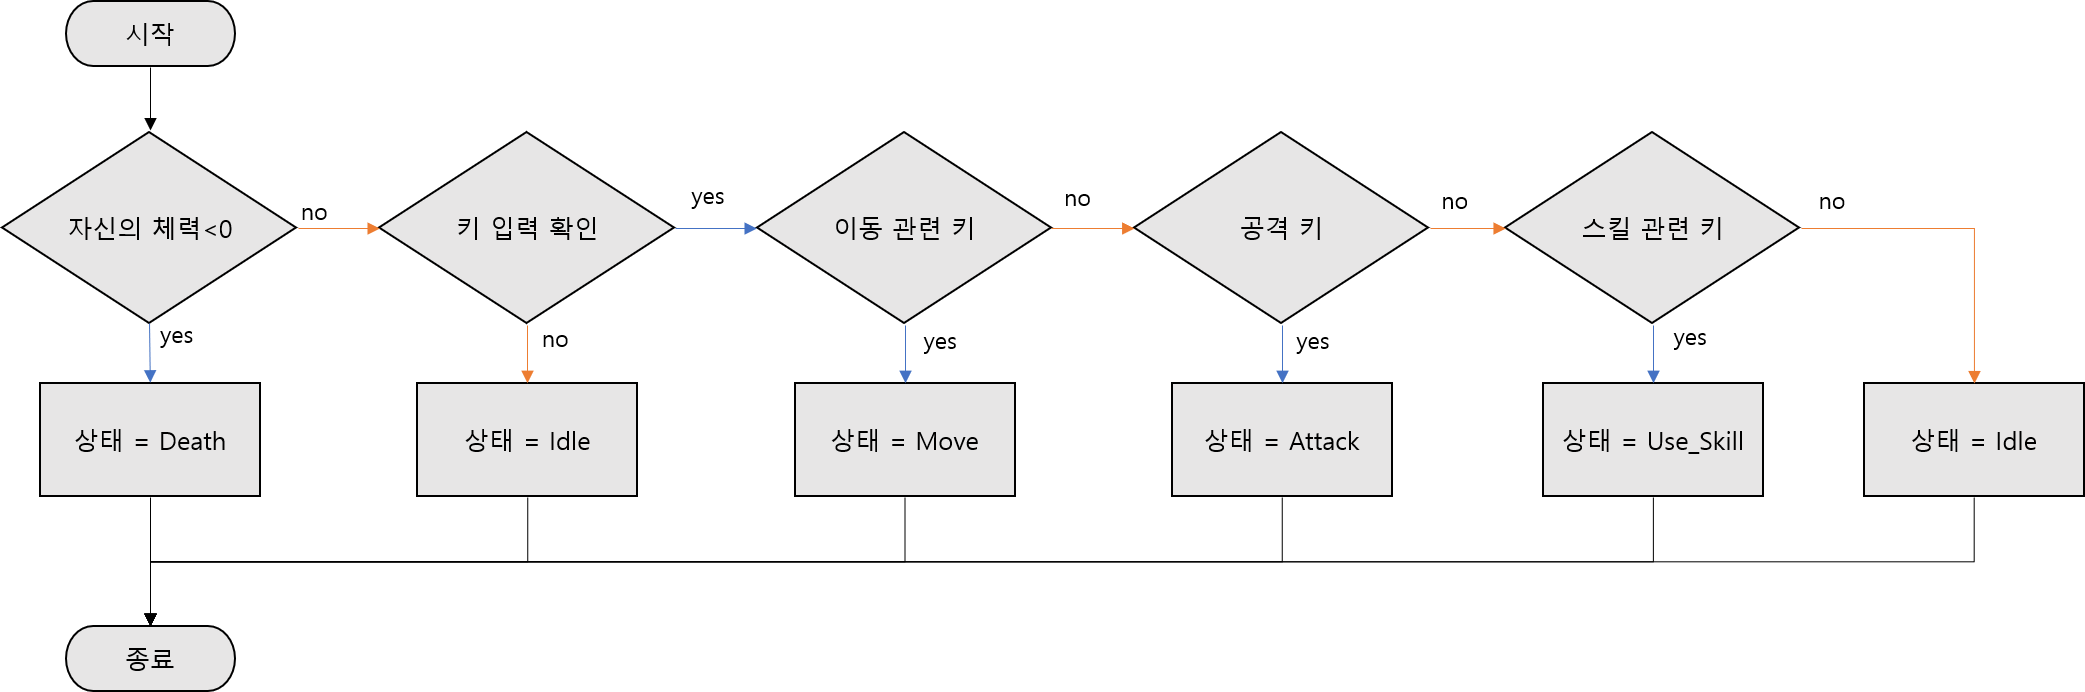 시작
자신의 체력<0
no
키 입력 확인
yes
이동 관련 키
no
공격 키
no
스킬 관련 키
no
yes
no
yes
yes
yes
상태 = Death
상태 = Idle
상태 = Move
상태 = Attack
상태 = Use_Skill
상태 = Idle
종료